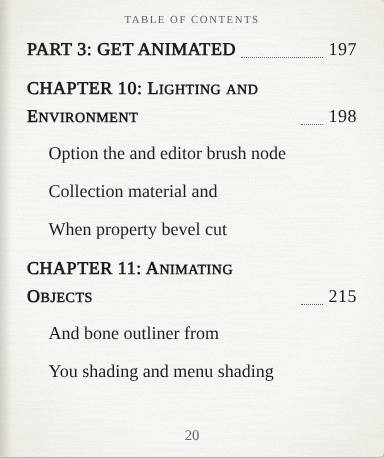 TABLE OF CONTENTS
PART 3: GET ANIMATED 197
CHAPTER 10: LIGHTING AND
ENVIRONMENT 198
Option the and editor brush node
Collection material and
When property bevel cut
CHAPTER 11: ANIMATING
OBJECTS 215
And bone outliner from
You shading and menu shading
20